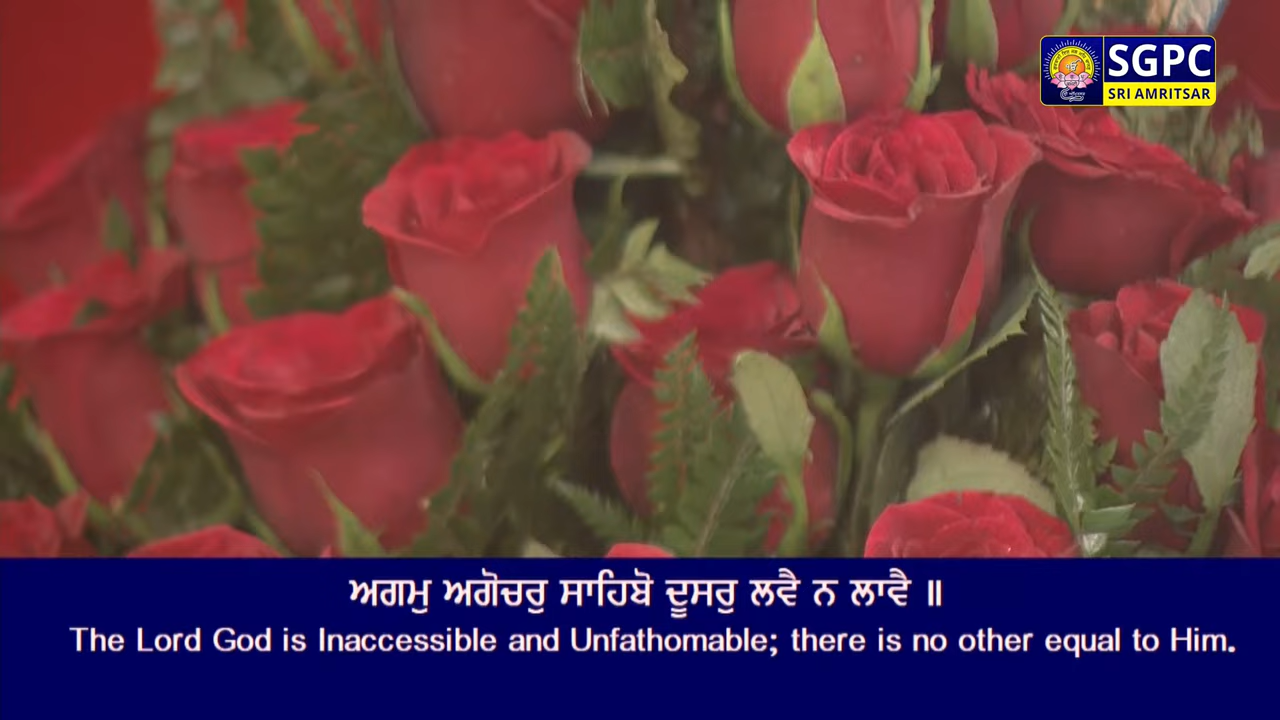 SGPC
SRI AMRITSAR
ਅਗਮੁ ਅਗੋਚਰੁ ਸਾਹਿਬੋ ਦੂਸਰੁ ਲਵੈ ਨ ਲਾਵੈ ॥
The Lord God is Inaccessible and Unfathomable; there is no other equal to Him.